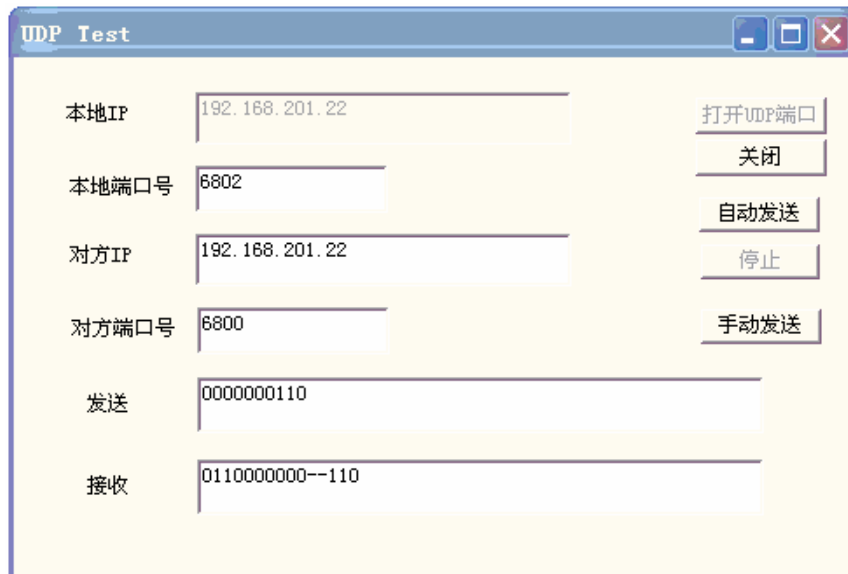 UDP Test
本地IP
192.168.201.22
打开UDP端口
关闭
本地端口号
6802
自动发送
对方IP
192.168.201.22
停止
对方端口号
6800
手动发送
发送
0000000110
接收
0110000000--110